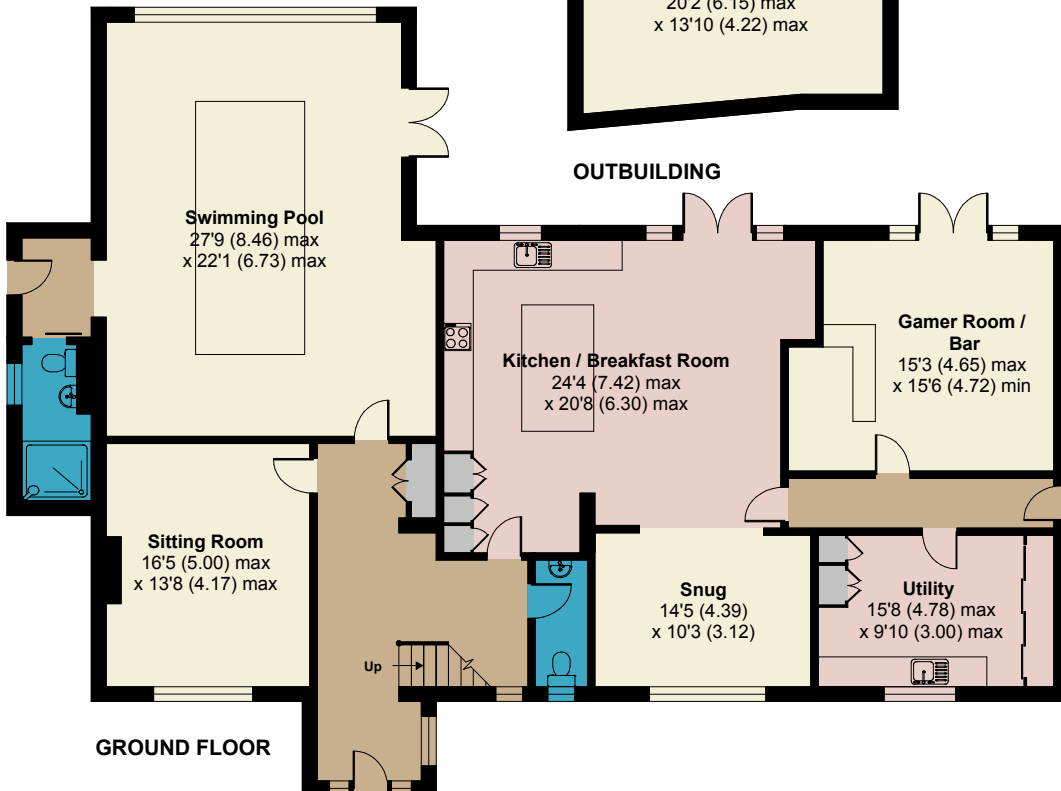 20'2 (6.15) max
x 13'10 (4.22) max
OUTBUILDING
Swimming Pool
27'9 (8.46) max
x 22'1 (6.73) max
Kitchen / Breakfast Room
24'4 (7.42) max
x 20'8 (6.30) max
Gamer Room /
Bar
15'3 (4.65) max
x 15'6 (4.72) min
Sitting Room
16'5 (5.00) max
x 13'8 (4.17) max
Snug
14'5 (4.39)
x 10'3 (3.12)
Utility
15'8 (4.78) max
x 9'10 (3.00) max
Up
GROUND FLOOR